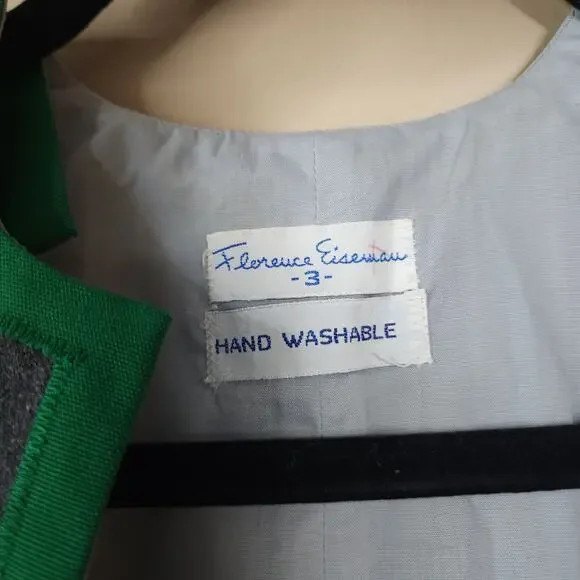 Florence Eiseman
-3-
HAND WASHABLE